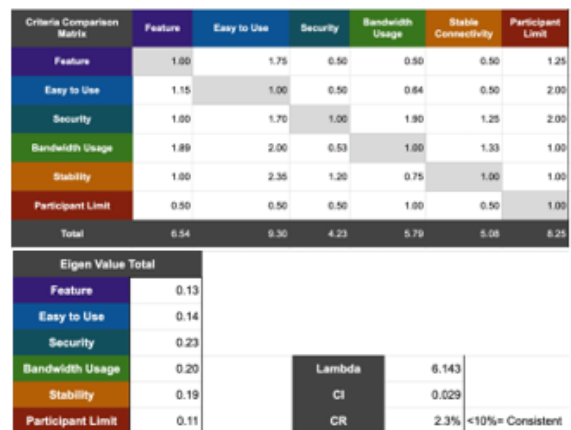 Criteria Comparison Matrix Feature Easy to Use Security Bandwidth Usage Stable Connectivity Participant Limit
Feature 1.00 1.75 0.50 0.50 0.50 1.25
Easy to Use 1.15 1.00 0.50 0.64 0.50 2.00
Security 1.00 1.70 1.00 1.90 1.25 2.00
Bandwidth Usage 1.89 2.00 0.53 1.00 1.33 1.00
Stability 1.00 2.35 1.20 0.75 1.00 1.00
Participant Limit 0.50 0.50 0.50 1.00 0.50 1.00
Total 6.54 9.30 4.23 5.79 5.08 8.25
Eigen Value Total
Feature 0.13
Easy to Use 0.14
Security 0.23
Bandwidth Usage 0.20 Lambda 6.143
Stability 0.19 CI 0.029
Participant Limit 0.11 CR 2.3% <10%= Consistent